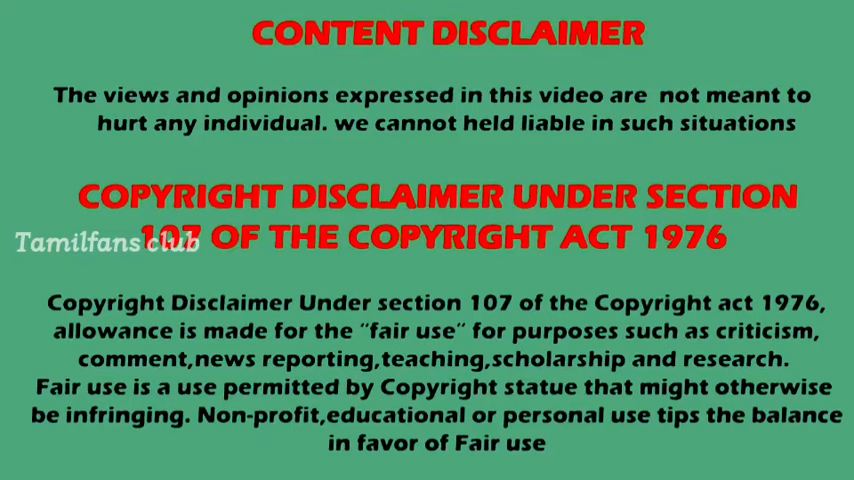 CONTENT DISCLAIMER
The views and opinions expressed in this video are not meant to
hurt any individual. we cannot held liable in such situations
COPYRIGHT DISCLAIMER UNDER SECTION
107 OF THE COPYRIGHT ACT 1976
Tamilfans club
Copyright Disclaimer Under section 107 of the Copyright act 1976,
allowance is made for the "fair use" for purposes such as criticism,
comment,news reporting,teaching,scholarship and research.
Fair use is a use permitted by Copyright statue that might otherwise
be infringing. Non-profit,educational or personal use tips the balance
in favor of Fair use